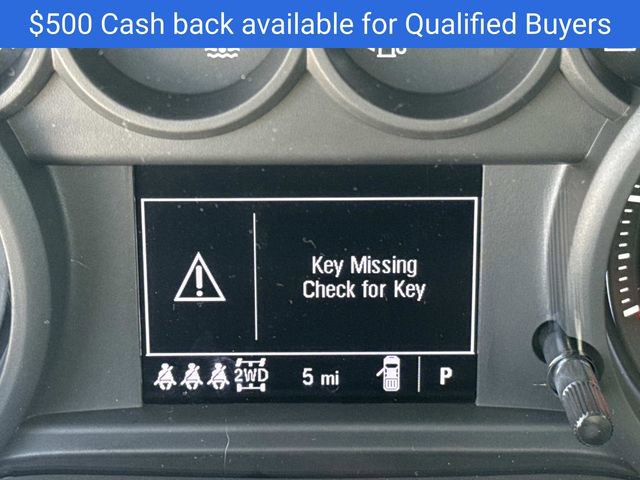 $500 Cash back available for Qualified Buyers
Key Missing
Check for Key
2WD 5 mi P